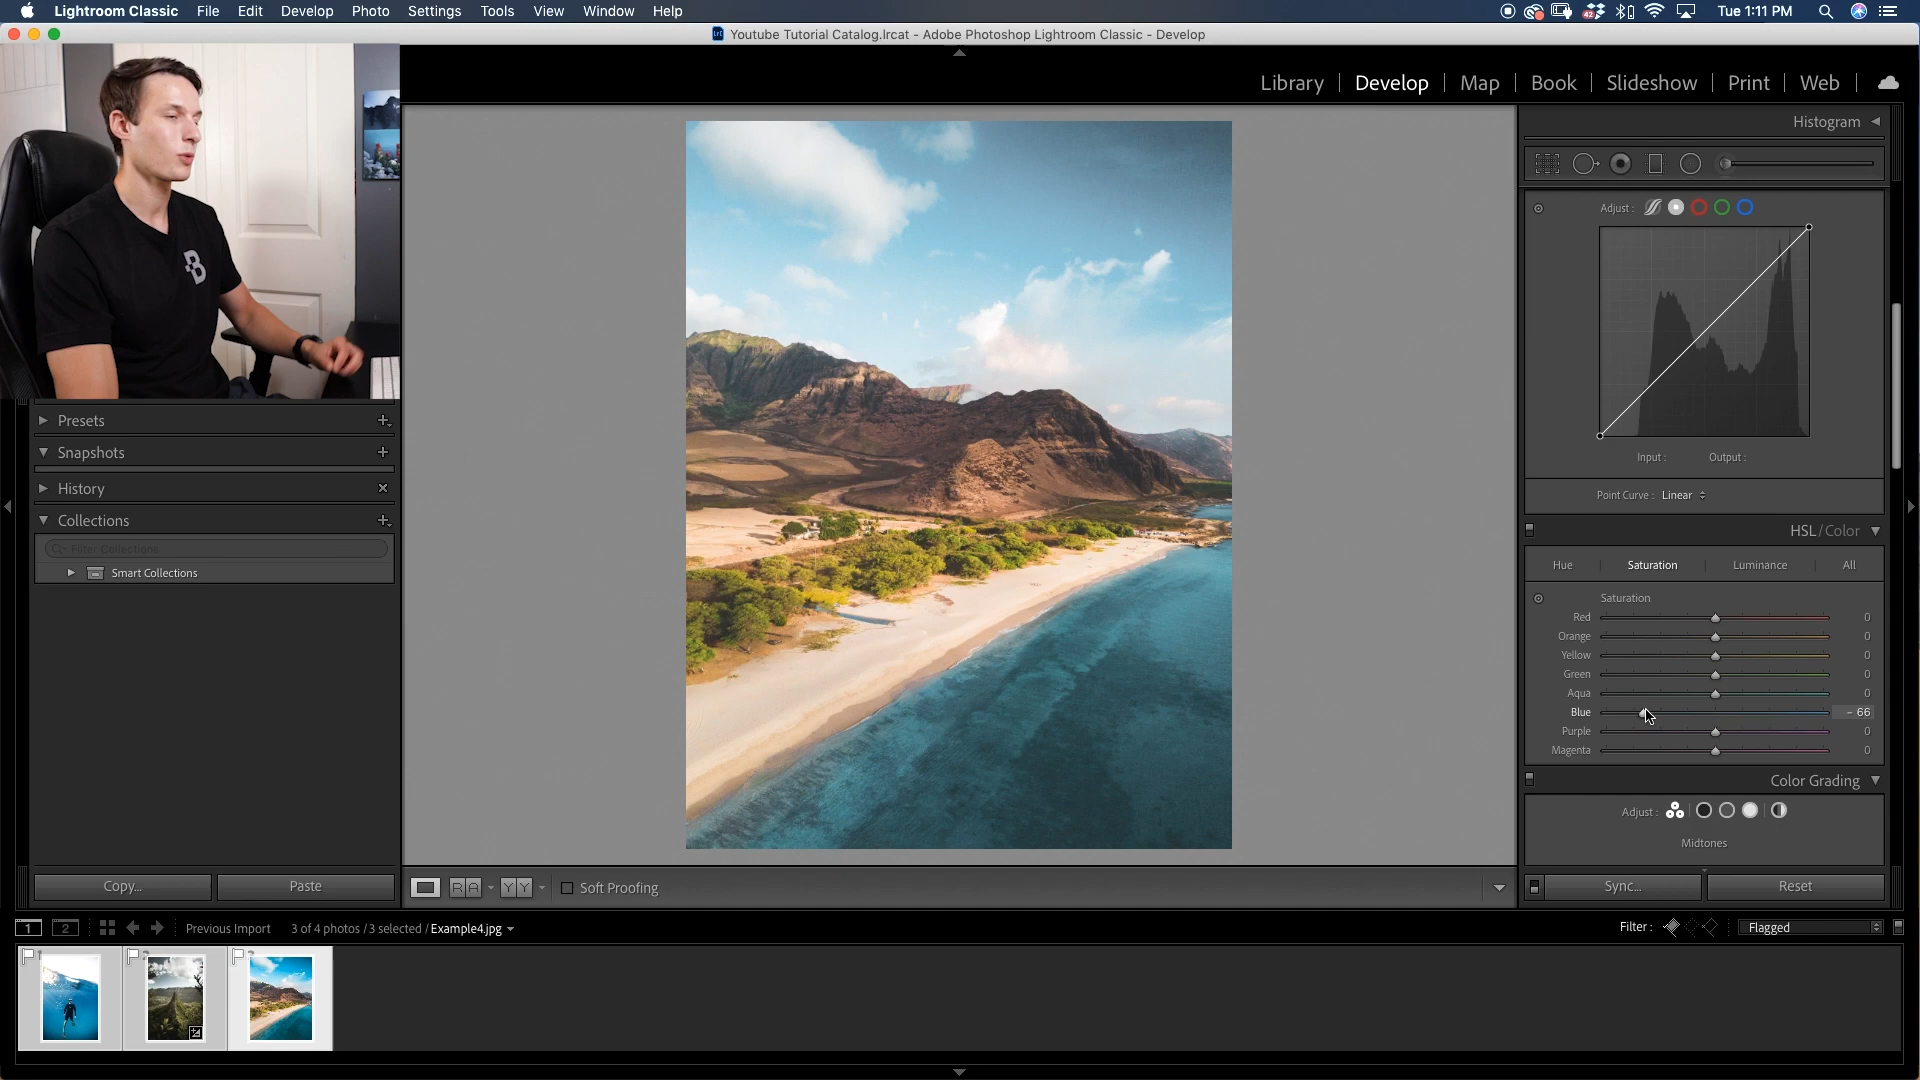 Lightroom Classic File Edit Develop Photo Settings Tools View Window Help
42
Tue 1:11 PM
LrC
Youtube Tutorial Catalog.lrcat - Adobe Photoshop Lightroom Classic - Develop
Library | Develop | Map | Book | Slideshow | Print | Web
B
Presets
Snapshots
History
Collections
Filter Collections
Smart Collections
Copy... Paste
R A Y Y Soft Proofing
Histogram
Adjust :
Input : Output :
Point Curve : Linear
HSL / Color
Hue Saturation Luminance All
Saturation
Red 0
Orange 0
Yellow 0
Green 0
Aqua 0
Blue - 66
Purple 0
Magenta 0
Color Grading
Adjust :
Midtones
Sync... Reset
1 2 Previous Import 3 of 4 photos / 3 selected / Example4.jpg
Filter : Flagged